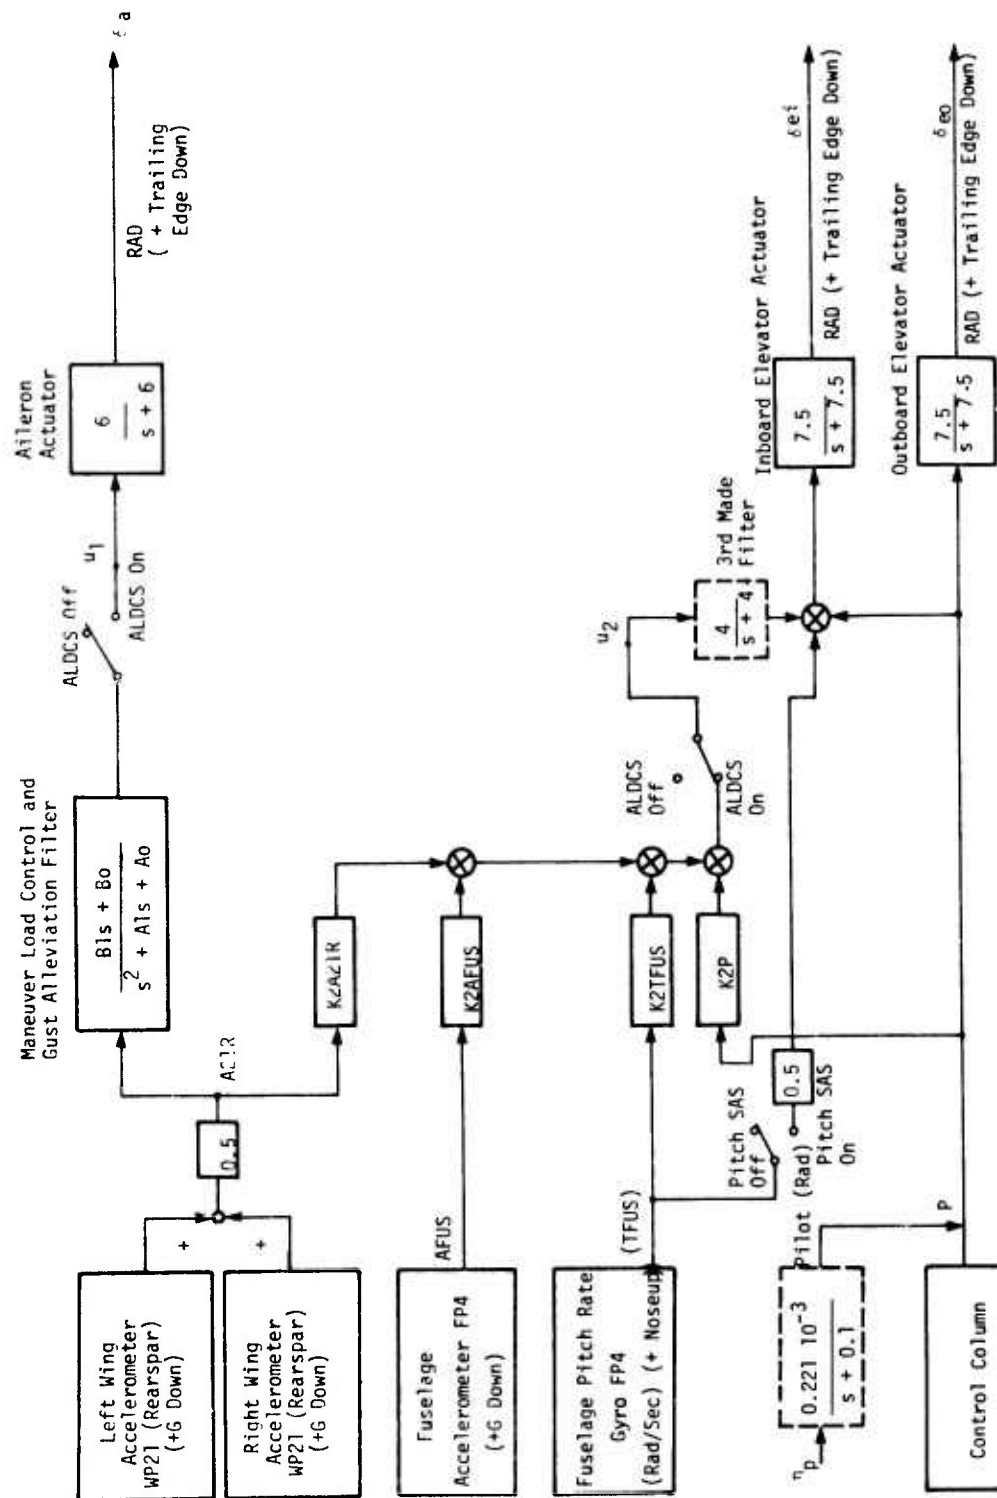 Left Wing
Accelerometer
WP21 (Rearspar)
(+G Down)
Right Wing
Accelerometer
WP21 (Rearspar)
(+G Down)
+
+
0.5
Maneuver Load Control and
Gust Alleviation Filter
B1s + Bo
s2 + A1s + Ao
ALDCS Off
ALDCS On
u1
Aileron
Actuator
6
s + 6
RAD
( + Trailing
Edge Down)
a
Fuselage
Accelerometer FP4
(+G Down)
AFUS
K2AFUS
Fuselage Pitch Rate
Gyro FP4
(Rad/Sec) (+ Noseup)
(TFUS)
K2TFUS
K2P
Pitch SAS
Off
Pitch SAS
On
0.5
ALDCS
Off
ALDCS
On
u2
3rd Made
Filter
4
s + 4
Inboard Elevator Actuator
7.5
s + 7.5
δei
RAD (+ Trailing Edge Down)
ηp
0.221 10-3
s + 0.1
Pilot (Rad)
P
Control Column
Outboard Elevator Actuator
7.5
s + 7.5
δeo
RAD (+ Trailing Edge Down)